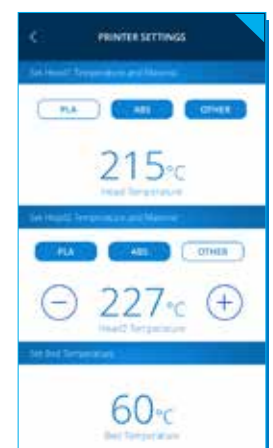 PRINTER SETTINGS
Set Head1 Temperature and Material
PLA ABS OTHER
215°C
Head Temperature
Set Head2 Temperature and Material
PLA ABS OTHER
227°C
Head2 Temperature
Set Bed Temperature
60°C
Bed Temperature